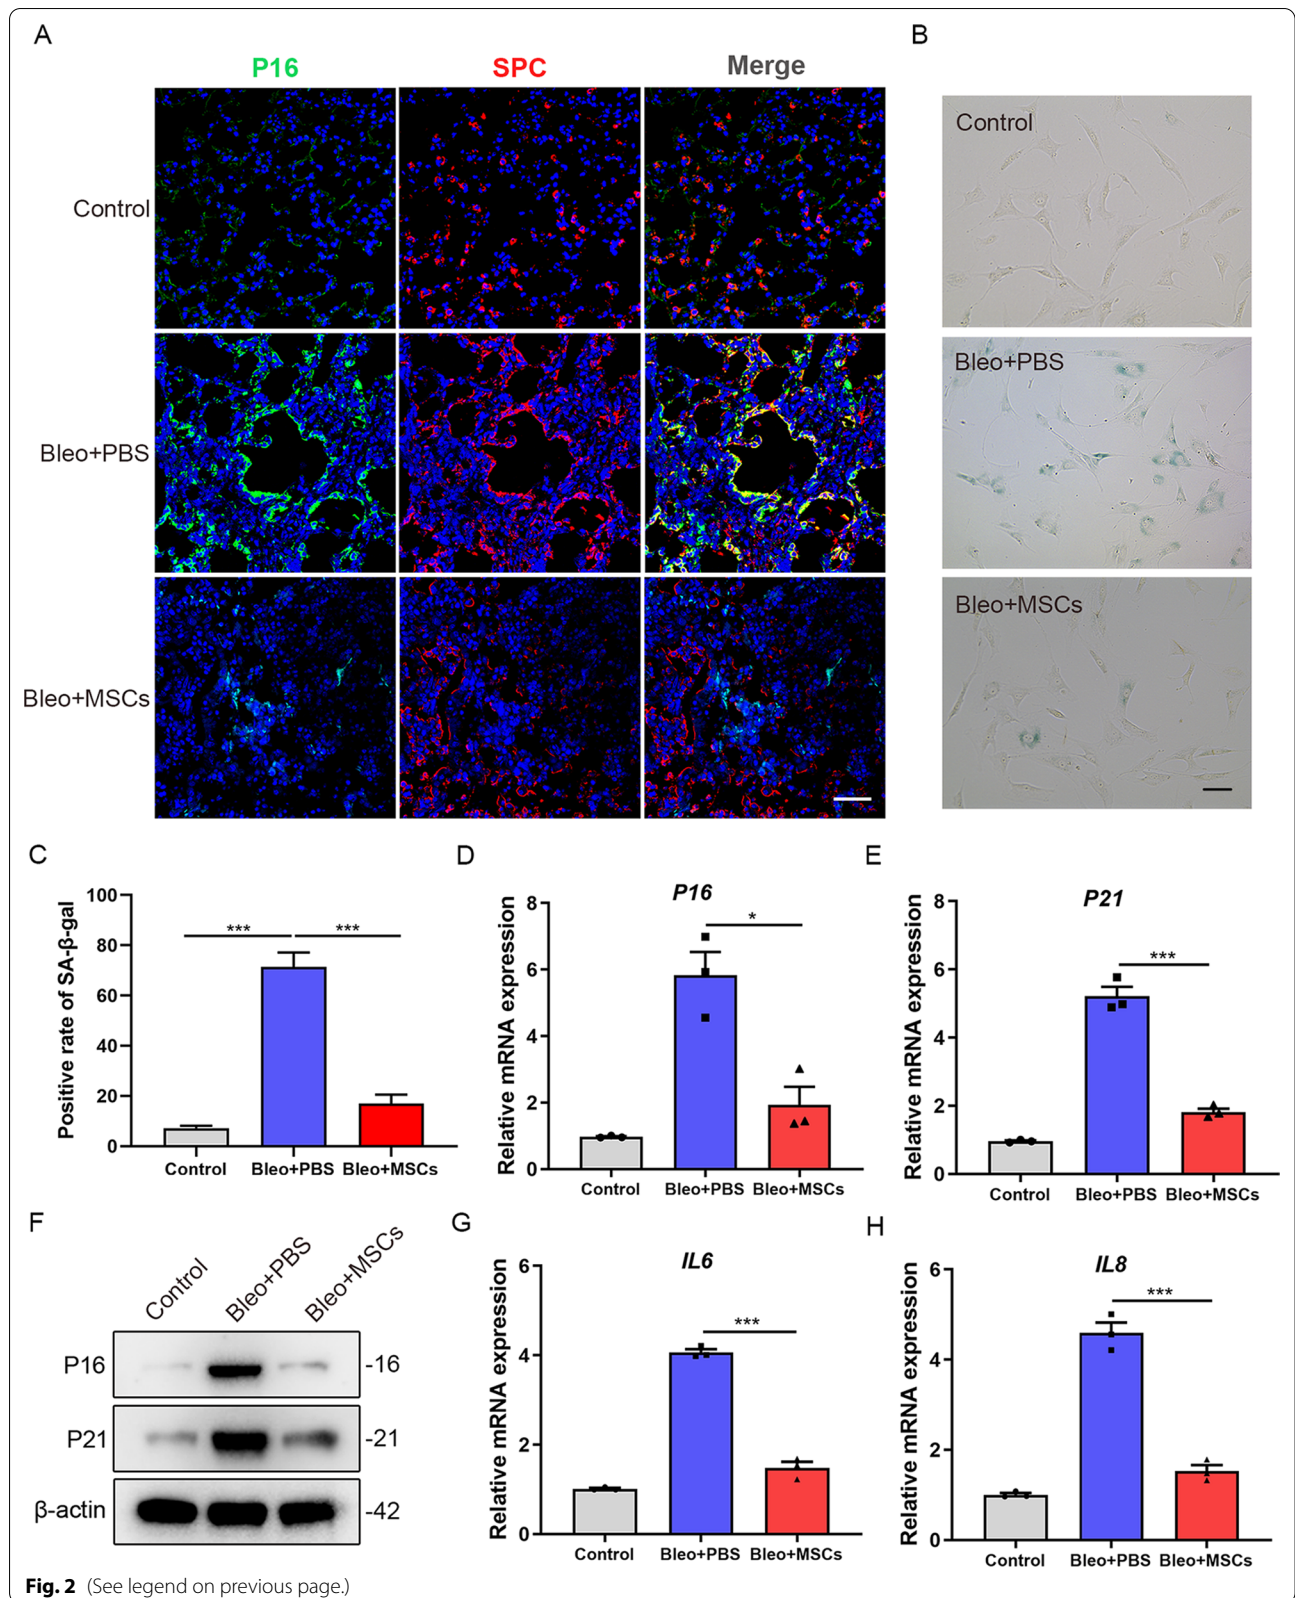 A
B
P16 SPC Merge
Control
Bleo+PBS
Bleo+MSCs
Control
Bleo+PBS
Bleo+MSCs
C
Positive rate of SA-β-gal
100
80
60
40
20
0
*** ***
Control Bleo+PBS Bleo+MSCs
D
P16
Relative mRNA expression
8
6
4
2
0
*
Control Bleo+PBS Bleo+MSCs
E
P21
Relative mRNA expression
8
6
4
2
0
***
Control Bleo+PBS Bleo+MSCs
F
Control Bleo+PBS Bleo+MSCs
P16 -16
P21 -21
β-actin -42
G
IL6
Relative mRNA expression
6
4
2
0
***
Control Bleo+PBS Bleo+MSCs
H
IL8
Relative mRNA expression
6
4
2
0
***
Control Bleo+PBS Bleo+MSCs
Fig. 2 (See legend on previous page.)